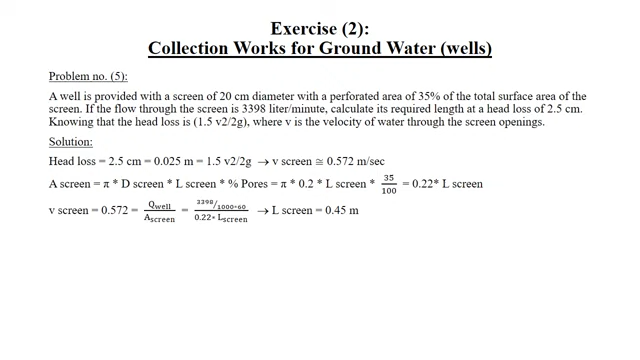 Exercise (2):
Collection Works for Ground Water (wells)
Problem no. (5):
A well is provided with a screen of 20 cm diameter with a perforated area of 35% of the total surface area of the
screen. If the flow through the screen is 3398 liter/minute, calculate its required length at a head loss of 2.5 cm.
Knowing that the head loss is (1.5 v2/2g), where v is the velocity of water through the screen openings.
Solution:
Head loss = 2.5 cm = 0.025 m = 1.5 v2/2g → v screen ≅ 0.572 m/sec
A screen = π * D screen * L screen * % Pores = π * 0.2 * L screen * 35/100 = 0.22* L screen
v screen = 0.572 = Qwell/Ascreen = (3398/1000*60)/(0.22* Lscreen) → L screen = 0.45 m